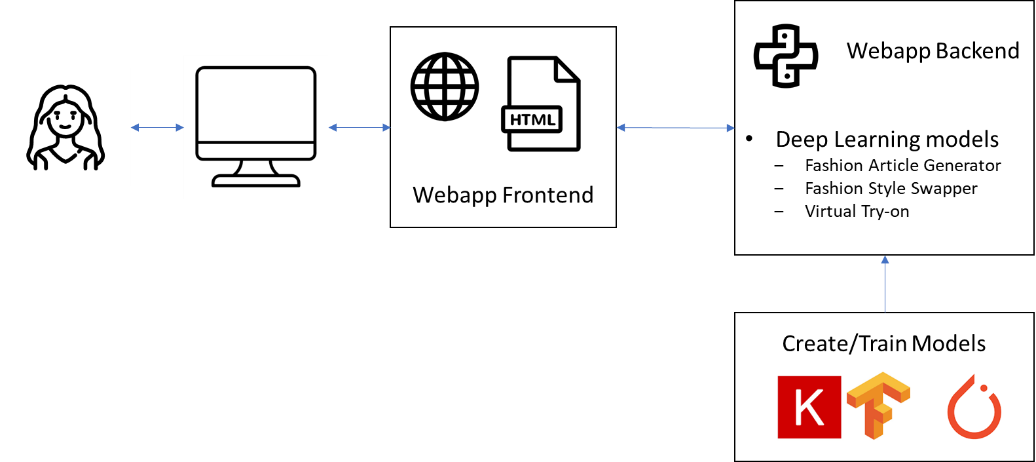 HTML
Webapp Frontend
Webapp Backend
• Deep Learning models
– Fashion Article Generator
– Fashion Style Swapper
– Virtual Try-on
Create/Train Models
K